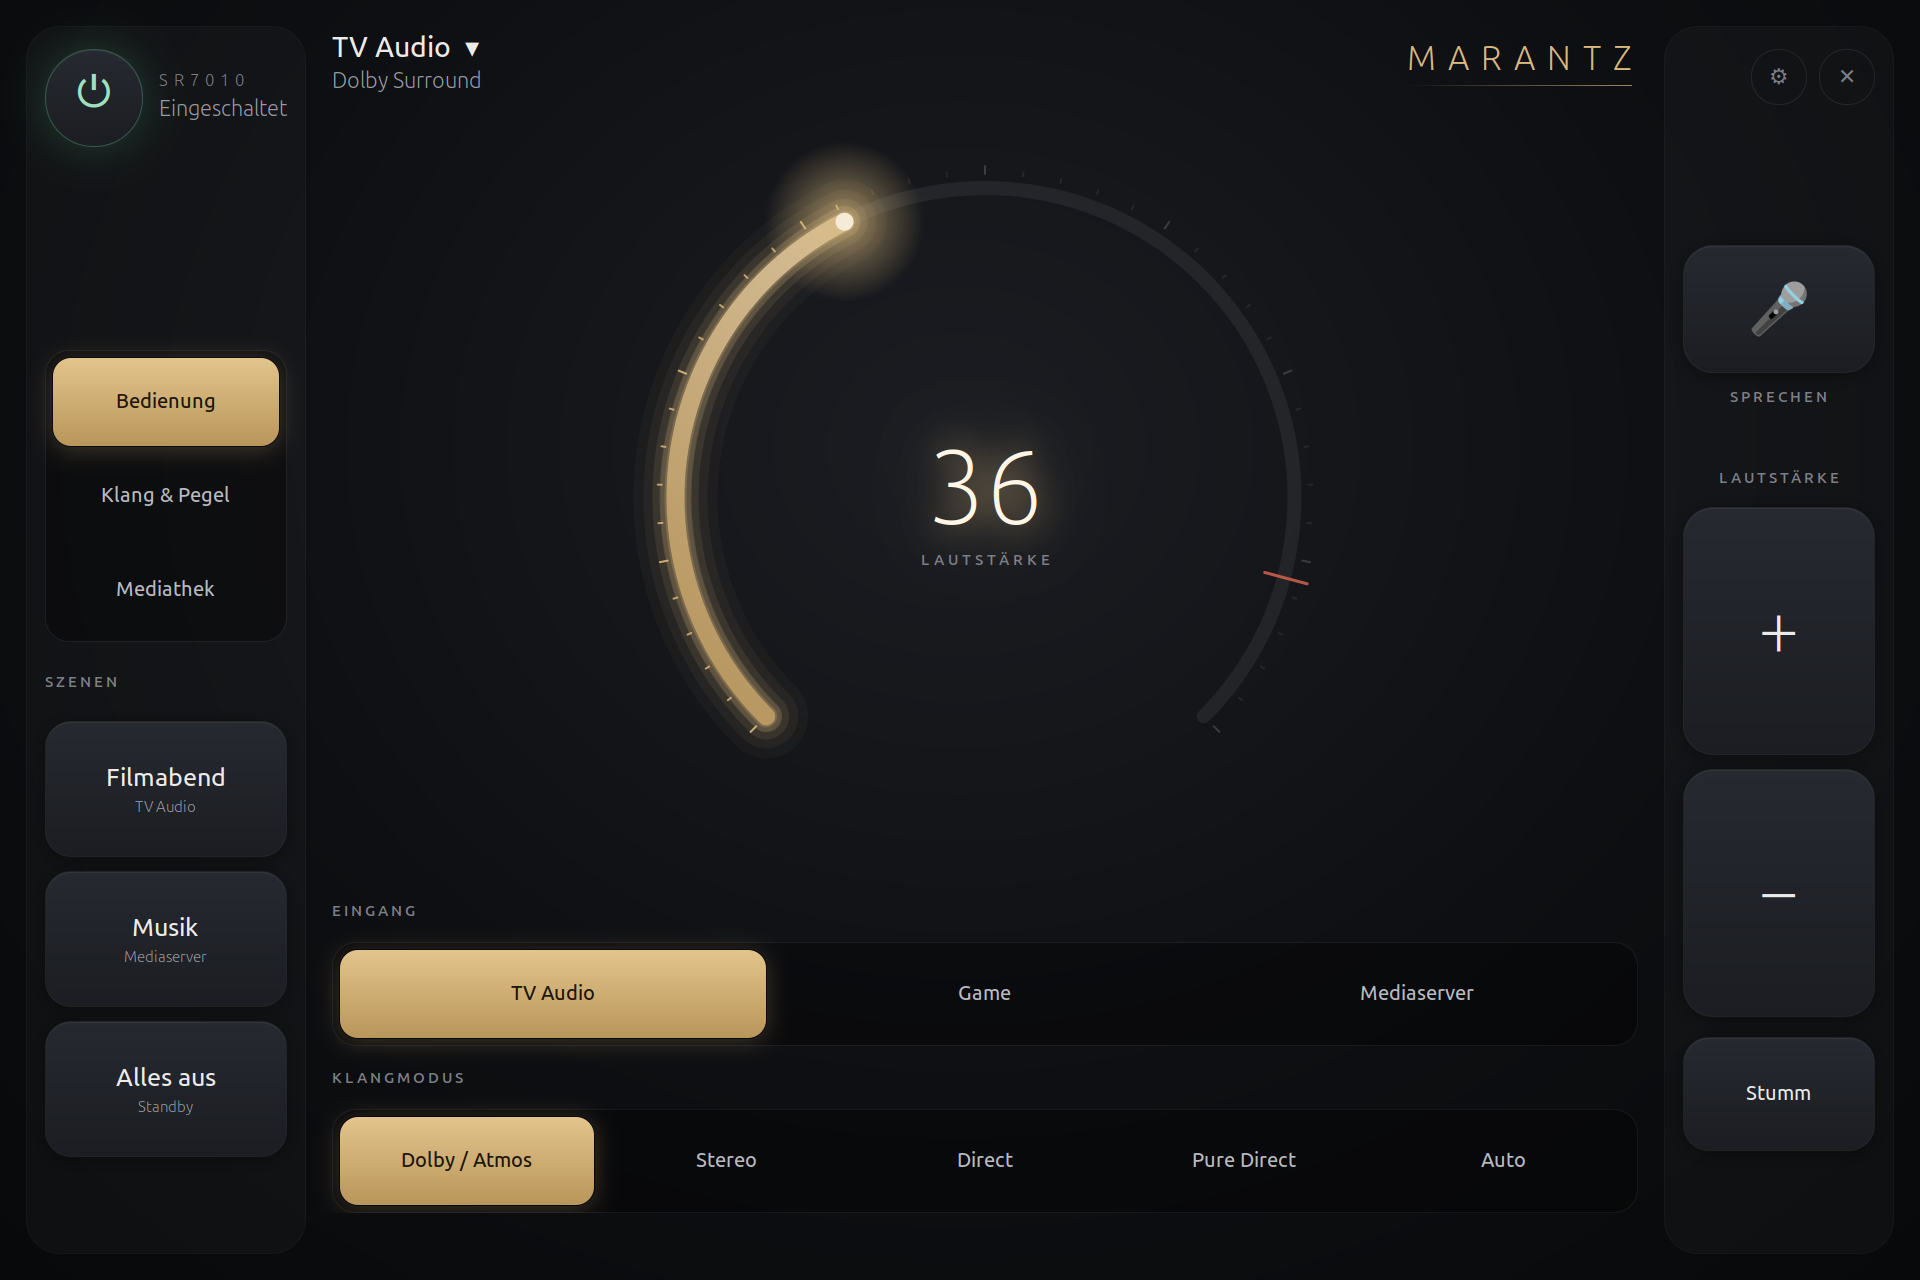 SR7010
Eingeschaltet
Bedienung
Klang & Pegel
Mediathek
SZENEN
Filmabend
TV Audio
Musik
Mediaserver
Alles aus
Standby
TV Audio ▼
Dolby Surround
MARANTZ
36
LAUTSTÄRKE
EINGANG
TV Audio
Game
Mediaserver
KLANGMODUS
Dolby / Atmos
Stereo
Direct
Pure Direct
Auto
SPRECHEN
LAUTSTÄRKE
+
−
Stumm